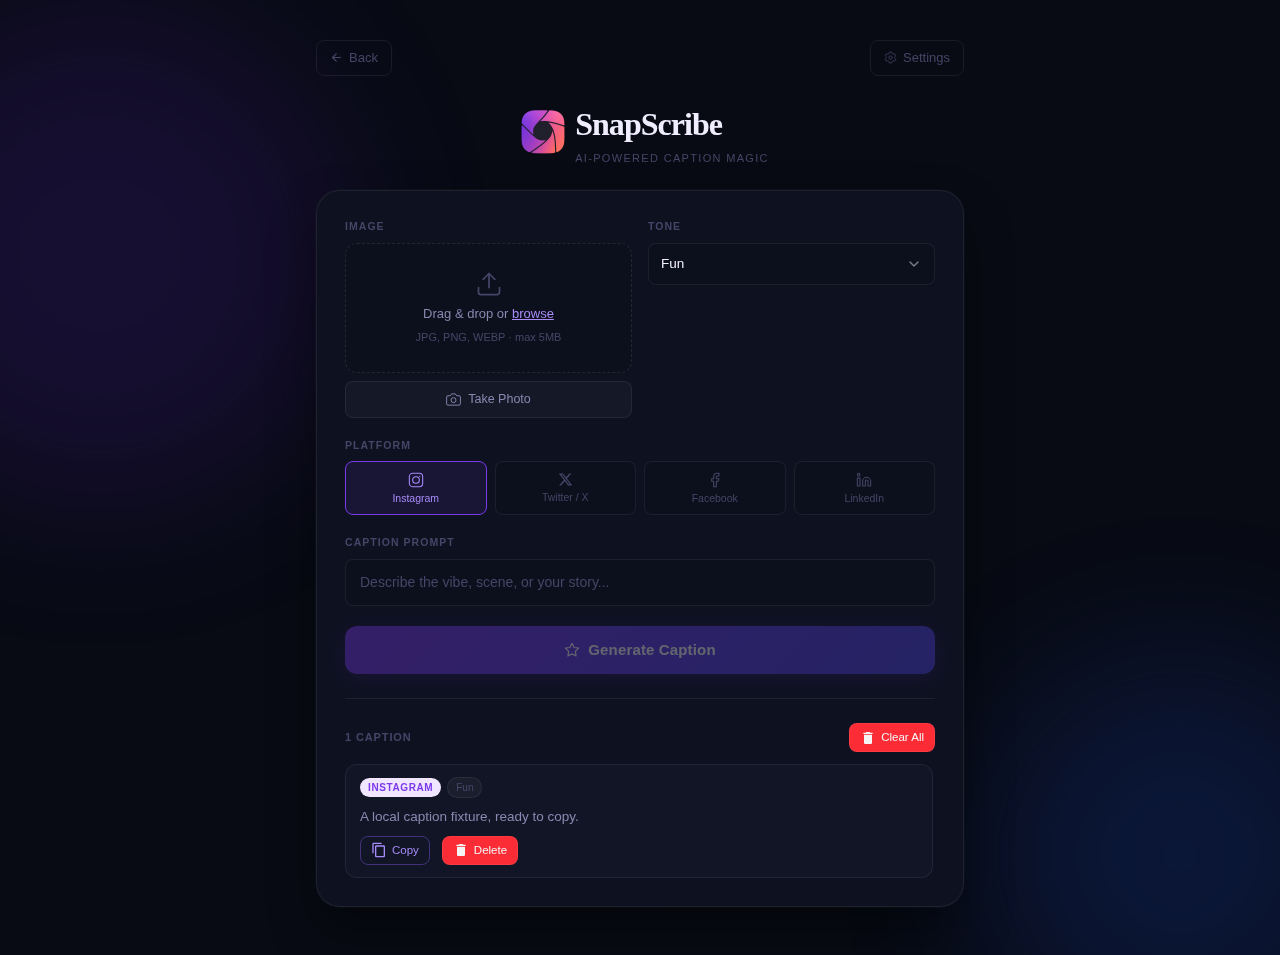 Back
Settings
SnapScribe
AI-POWERED CAPTION MAGIC
IMAGE
TONE
Drag & drop or browse
JPG, PNG, WEBP · max 5MB
Fun
Take Photo
PLATFORM
Instagram
Twitter / X
Facebook
LinkedIn
CAPTION PROMPT
Describe the vibe, scene, or your story...
Generate Caption
1 CAPTION
Clear All
INSTAGRAM
Fun
A local caption fixture, ready to copy.
Copy
Delete